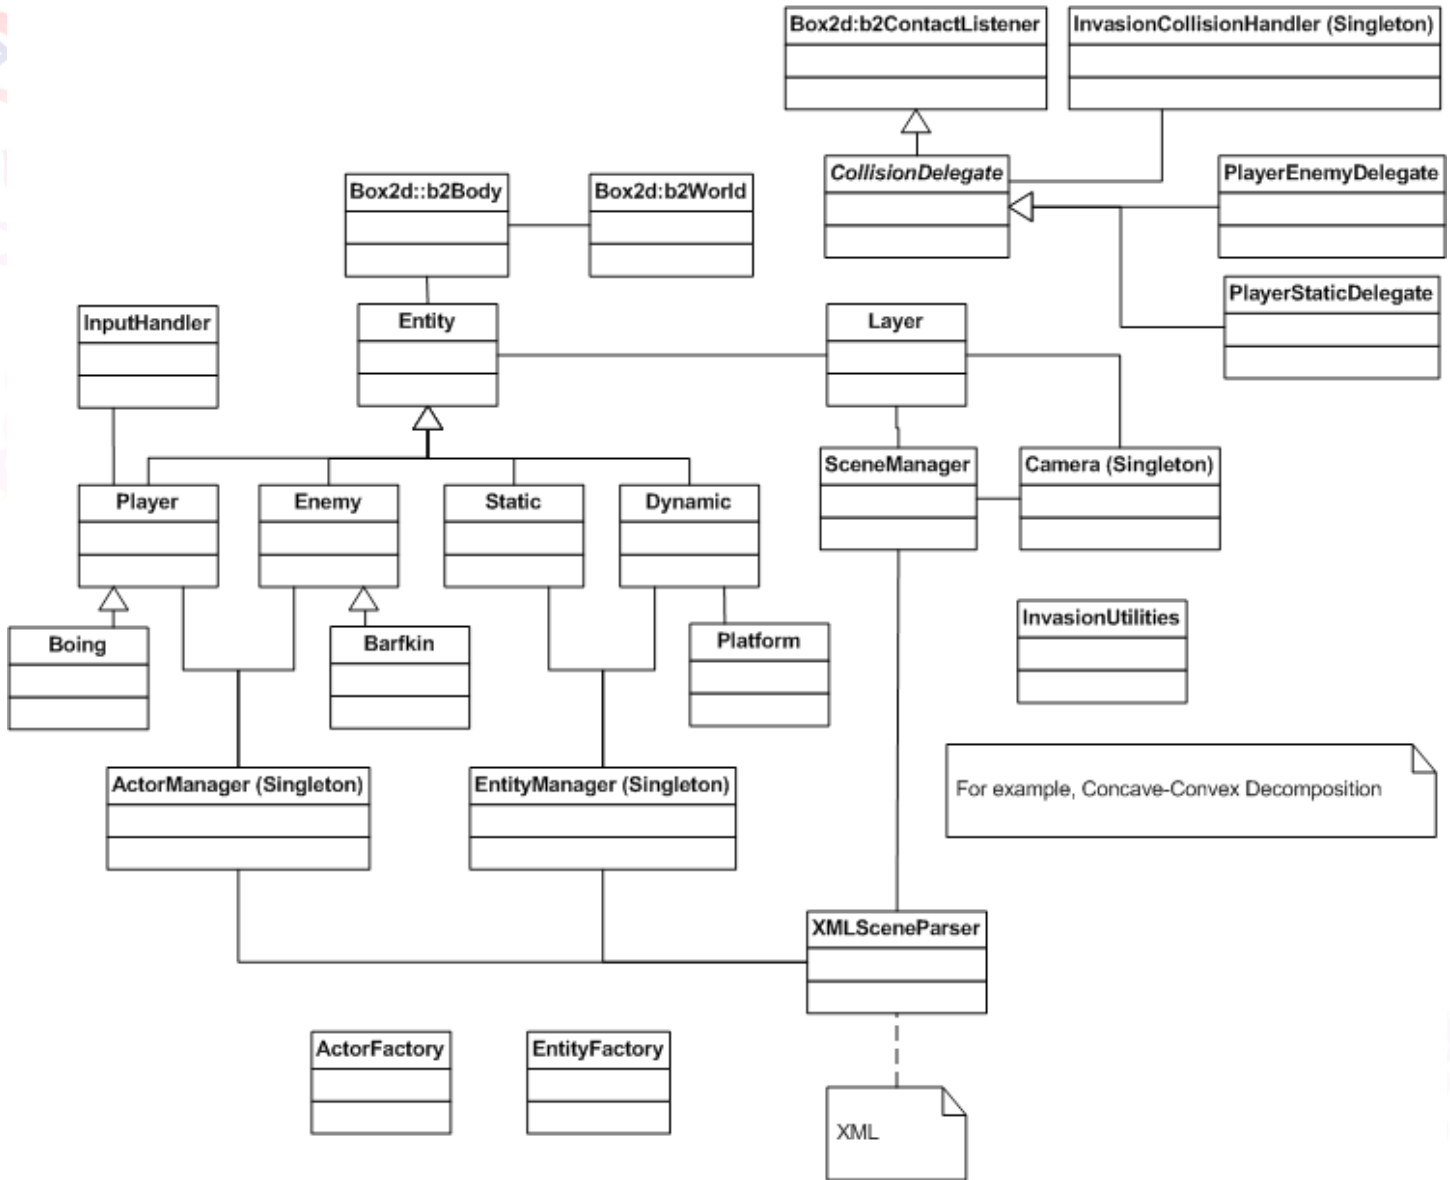 Box2d:b2ContactListener
InvasionCollisionHandler (Singleton)
CollisionDelegate
PlayerEnemyDelegate
Box2d::b2Body
Box2d:b2World
PlayerStaticDelegate
InputHandler
Entity
Layer
SceneManager
Camera (Singleton)
Player
Enemy
Static
Dynamic
InvasionUtilities
Boing
Barfkin
Platform
ActorManager (Singleton)
EntityManager (Singleton)
For example, Concave-Convex Decomposition
XMLSceneParser
ActorFactory
EntityFactory
XML